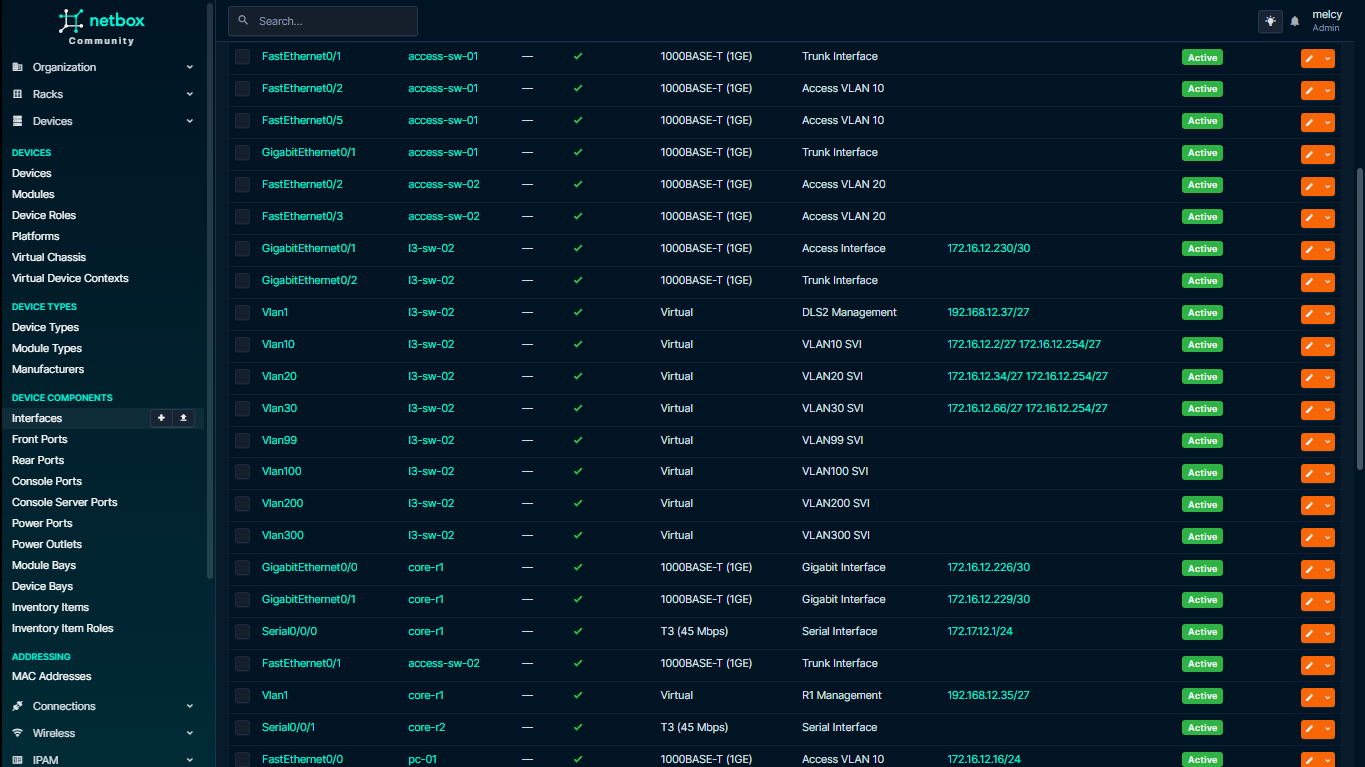 netbox
Community
Organization
Racks
Devices
DEVICES
Devices
Modules
Device Roles
Platforms
Virtual Chassis
Virtual Device Contexts
DEVICE TYPES
Device Types
Module Types
Manufacturers
DEVICE COMPONENTS
Interfaces
Front Ports
Rear Ports
Console Ports
Console Server Ports
Power Ports
Power Outlets
Module Bays
Device Bays
Inventory Items
Inventory Item Roles
ADDRESSING
MAC Addresses
Connections
Wireless
IPAM
Search...
melcy
Admin
FastEthernet0/1 access-sw-01 — 1000BASE-T (1GE) Trunk Interface Active
FastEthernet0/2 access-sw-01 — 1000BASE-T (1GE) Access VLAN 10 Active
FastEthernet0/5 access-sw-01 — 1000BASE-T (1GE) Access VLAN 10 Active
GigabitEthernet0/1 access-sw-01 — 1000BASE-T (1GE) Trunk Interface Active
FastEthernet0/2 access-sw-02 — 1000BASE-T (1GE) Access VLAN 20 Active
FastEthernet0/3 access-sw-02 — 1000BASE-T (1GE) Access VLAN 20 Active
GigabitEthernet0/1 l3-sw-02 — 1000BASE-T (1GE) Access Interface 172.16.12.230/30 Active
GigabitEthernet0/2 l3-sw-02 — 1000BASE-T (1GE) Trunk Interface Active
Vlan1 l3-sw-02 — Virtual DLS2 Management 192.168.12.37/27 Active
Vlan10 l3-sw-02 — Virtual VLAN10 SVI 172.16.12.2/27 172.16.12.254/27 Active
Vlan20 l3-sw-02 — Virtual VLAN20 SVI 172.16.12.34/27 172.16.12.254/27 Active
Vlan30 l3-sw-02 — Virtual VLAN30 SVI 172.16.12.66/27 172.16.12.254/27 Active
Vlan99 l3-sw-02 — Virtual VLAN99 SVI Active
Vlan100 l3-sw-02 — Virtual VLAN100 SVI Active
Vlan200 l3-sw-02 — Virtual VLAN200 SVI Active
Vlan300 l3-sw-02 — Virtual VLAN300 SVI Active
GigabitEthernet0/0 core-r1 — 1000BASE-T (1GE) Gigabit Interface 172.16.12.226/30 Active
GigabitEthernet0/1 core-r1 — 1000BASE-T (1GE) Gigabit Interface 172.16.12.229/30 Active
Serial0/0/0 core-r1 — T3 (45 Mbps) Serial Interface 172.17.12.1/24 Active
FastEthernet0/1 access-sw-02 — 1000BASE-T (1GE) Trunk Interface Active
Vlan1 core-r1 — Virtual R1 Management 192.168.12.35/27 Active
Serial0/0/1 core-r2 — T3 (45 Mbps) Serial Interface Active
FastEthernet0/0 pc-01 — 1000BASE-T (1GE) Access VLAN 10 172.16.12.16/24 Active